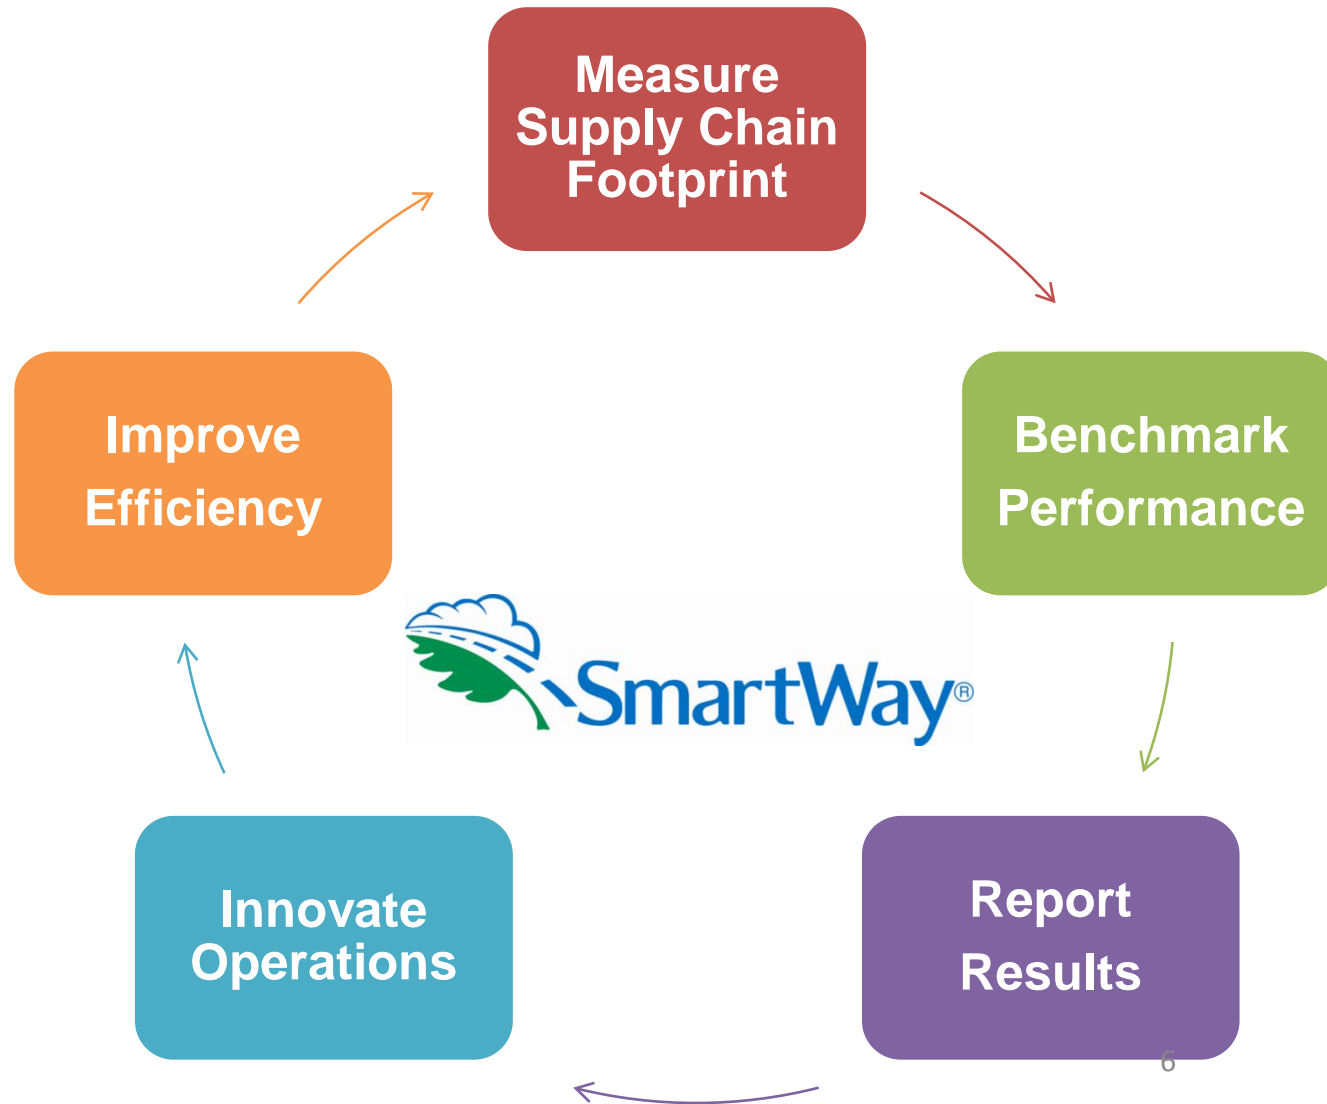 Measure
Supply Chain
Footprint
Benchmark
Performance
Report
Results
Innovate
Operations
Improve
Efficiency
SmartWay®
6